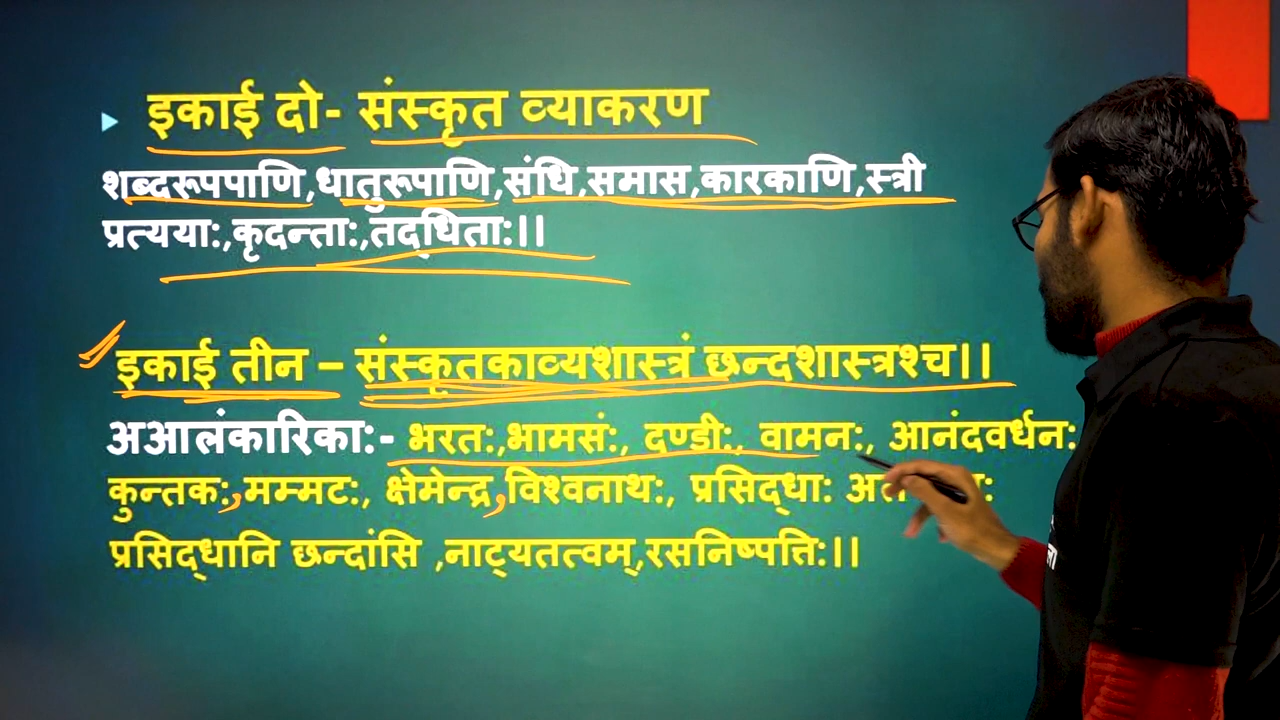 इकाई दो- संस्कृत व्याकरण
शब्दरूपपाणि,धातुरूपाणि,संधि,समास,कारकाणि,स्त्री
प्रत्ययाः,कृदन्ताः,तद्धिताः।।
इकाई तीन – संस्कृतकाव्यशास्त्रं छन्दशास्त्रश्च।।
अआलंकारिकाः- भरतः,भामसंः, दण्डीः, वामनः, आनंदवर्धनः
कुन्तकः,मम्मटः, क्षेमेन्द्र,विश्वनाथः, प्रसिद्धाः
प्रसिद्धानि छन्दांसि ,नाट्यतत्वम्,रसनिष्पत्तिः।।